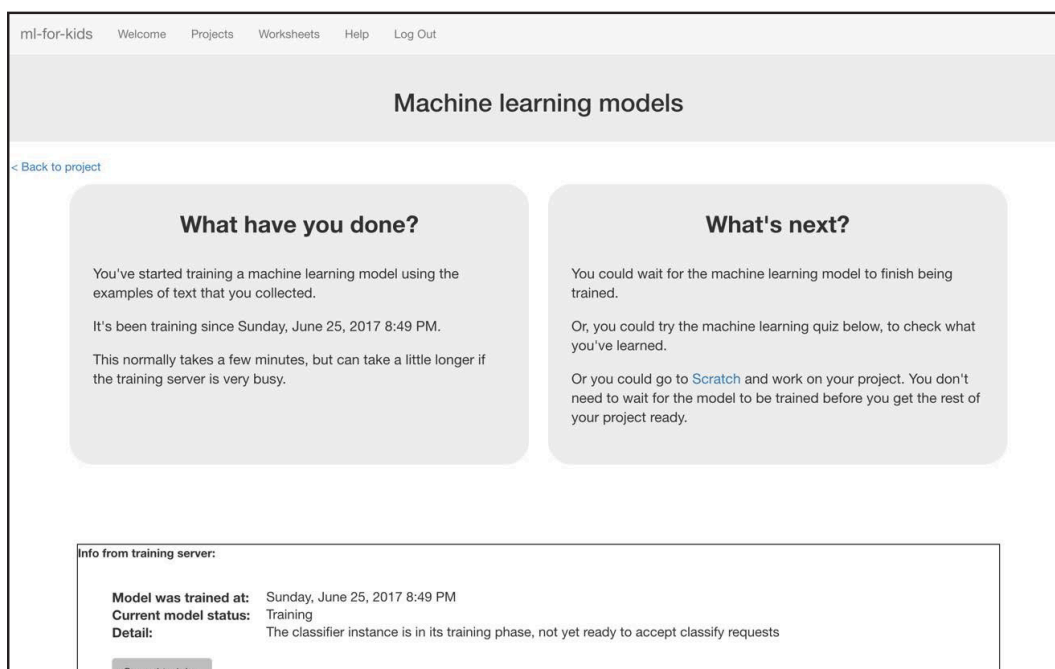 ml-for-kids Welcome Projects Worksheets Help Log Out
Machine learning models
< Back to project
What have you done?
You've started training a machine learning model using the
examples of text that you collected.
It's been training since Sunday, June 25, 2017 8:49 PM.
This normally takes a few minutes, but can take a little longer if
the training server is very busy.
What's next?
You could wait for the machine learning model to finish being
trained.
Or, you could try the machine learning quiz below, to check what
you've learned.
Or you could go to Scratch and work on your project. You don't
need to wait for the model to be trained before you get the rest of
your project ready.
Info from training server:
Model was trained at: Sunday, June 25, 2017 8:49 PM
Current model status: Training
Detail: The classifier instance is in its training phase, not yet ready to accept classify requests